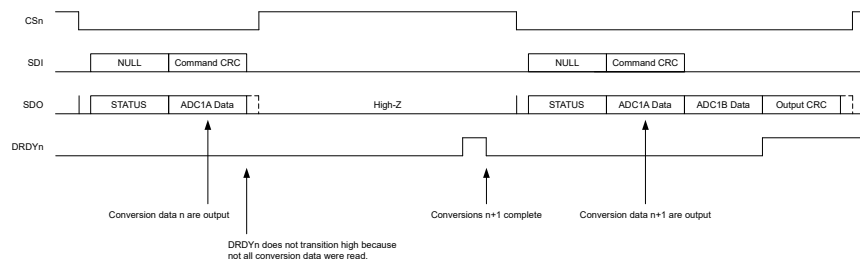 CSn
SDI
NULL
Command CRC
NULL
Command CRC
SDO
STATUS
ADC1A Data
High-Z
STATUS
ADC1A Data
ADC1B Data
Output CRC
DRDYn
Conversion data n are output
Conversions n+1 complete
Conversion data n+1 are output
DRDYn does not transition high because
not all conversion data were read.